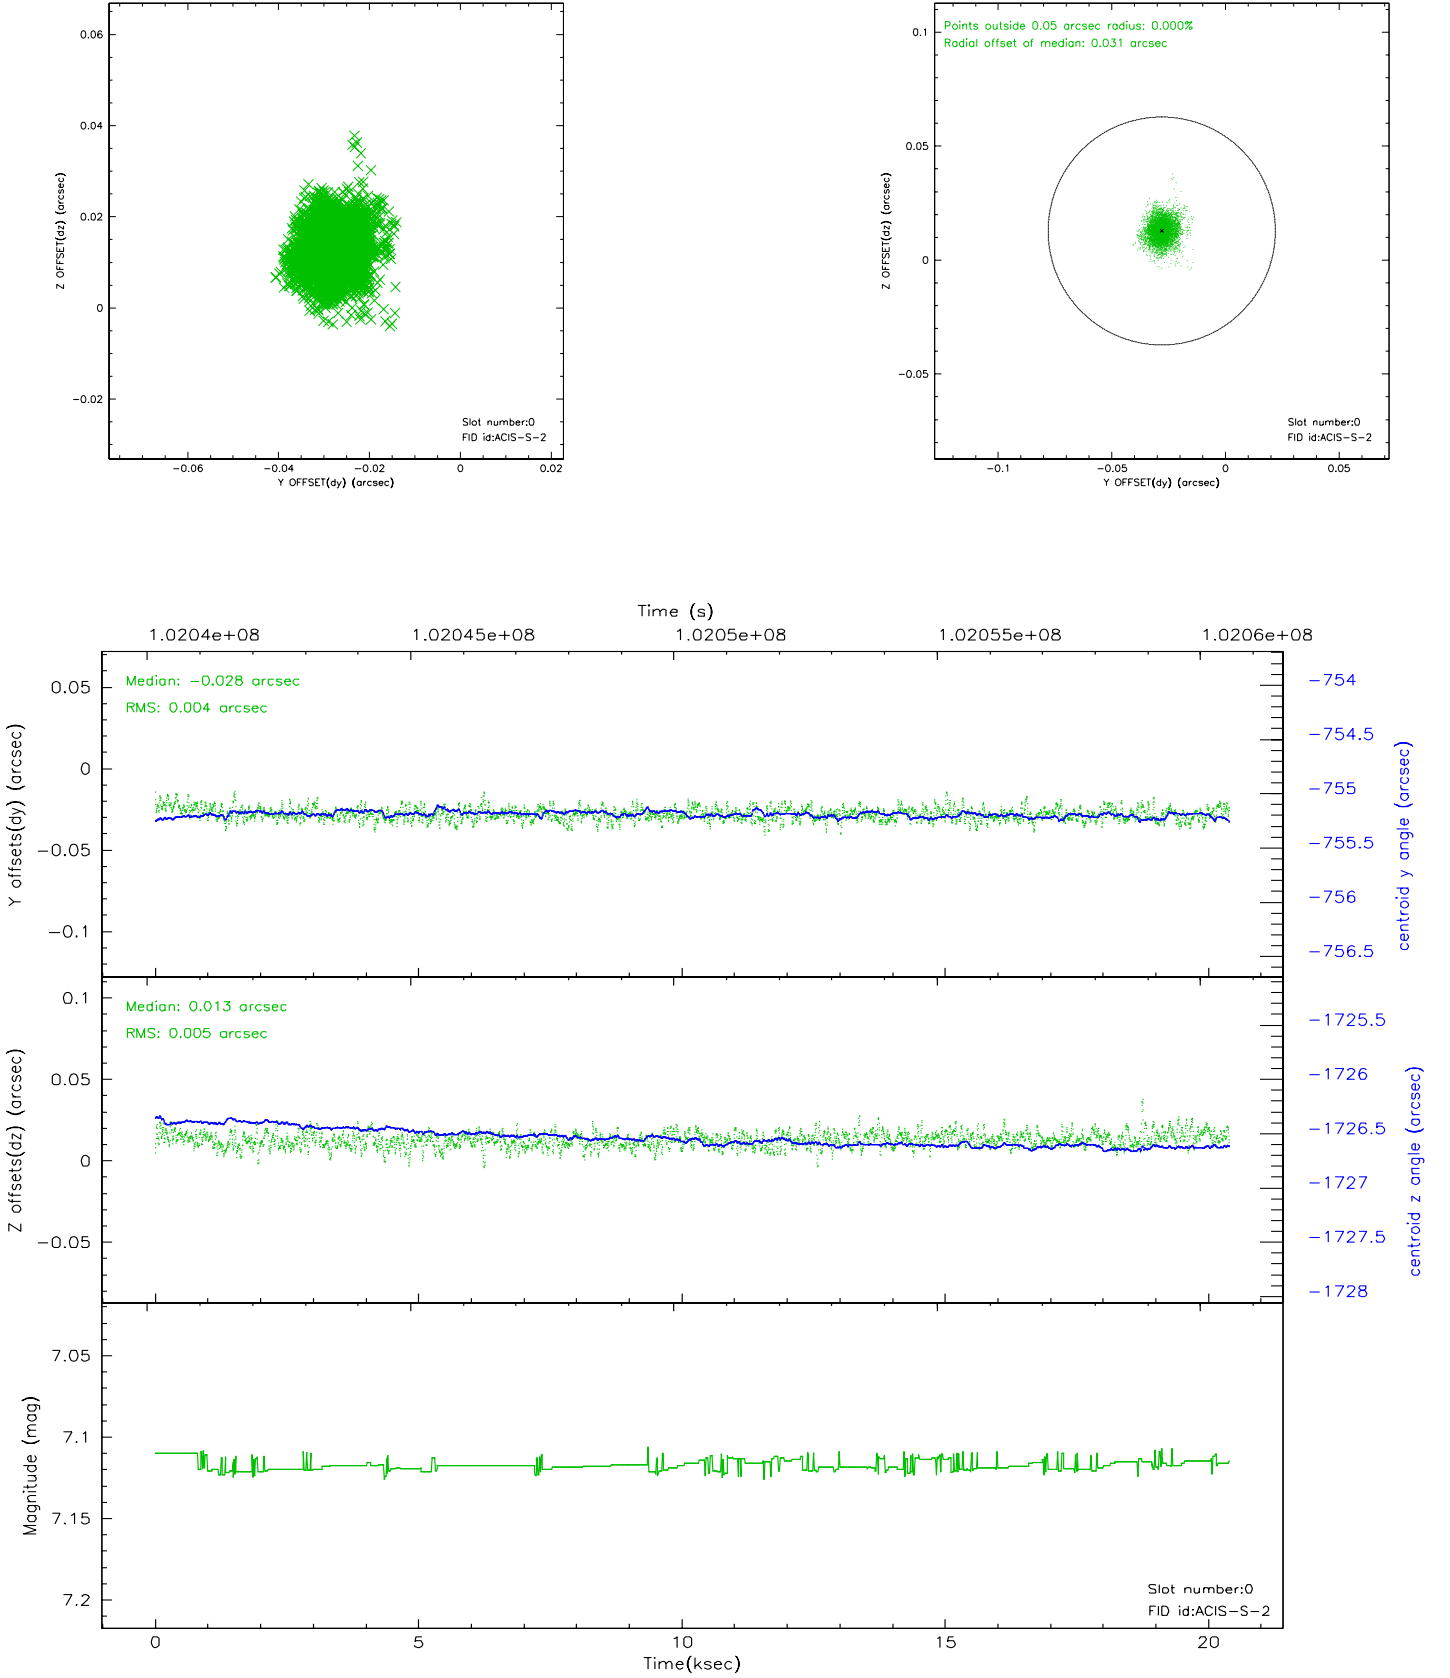 0.06
0.04
0.02
0
−0.02
Z OFFSET(dz) (arcsec)
−0.06
−0.04
−0.02
0
0.02
Y OFFSET(dy) (arcsec)
Slot number:0
FID id:ACIS−S−2
Points outside 0.05 arcsec radius: 0.000%
Radial offset of median: 0.031 arcsec
0.1
0.05
0
−0.05
Z OFFSET(dz) (arcsec)
−0.1
−0.05
0
0.05
Y OFFSET(dy) (arcsec)
Slot number:0
FID id:ACIS−S−2
Time (s)
1.0204e+08
1.02045e+08
1.0205e+08
1.02055e+08
1.0206e+08
Median: −0.028 arcsec
RMS: 0.004 arcsec
0.05
0
−0.05
−0.1
Y offsets(dy) (arcsec)
−754
−754.5
−755
−755.5
−756
−756.5
centroid y angle (arcsec)
Median: 0.013 arcsec
RMS: 0.005 arcsec
0.1
0.05
0
−0.05
Z offsets(dz) (arcsec)
−1725.5
−1726
−1726.5
−1727
−1727.5
−1728
centroid z angle (arcsec)
7.05
7.1
7.15
7.2
Magnitude (mag)
Slot number:0
FID id:ACIS−S−2
0
5
10
15
20
Time(ksec)